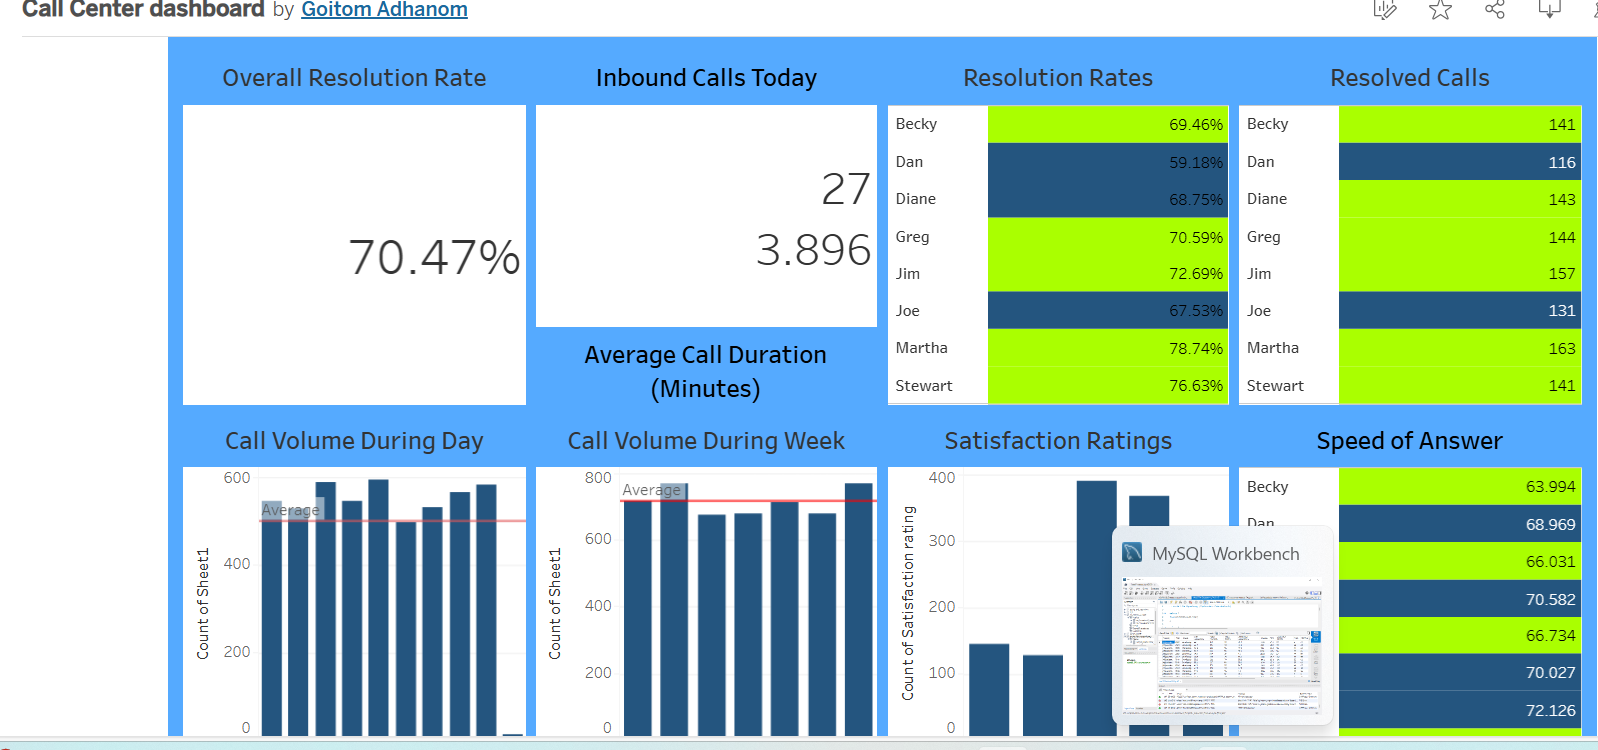 Call Center dashboard by Goitom Adhanom
Overall Resolution Rate
70.47%
Inbound Calls Today
27
3.896
Average Call Duration
(Minutes)
Resolution Rates
Becky 69.46%
Dan 59.18%
Diane 68.75%
Greg 70.59%
Jim 72.69%
Joe 67.53%
Martha 78.74%
Stewart 76.63%
Resolved Calls
Becky 141
Dan 116
Diane 143
Greg 144
Jim 157
Joe 131
Martha 163
Stewart 141
Call Volume During Day
600
Average
400
200
0
Count of Sheet1
Call Volume During Week
800
Average
600
400
200
0
Count of Sheet1
Satisfaction Ratings
400
300
200
100
0
Count of Satisfaction rating
Speed of Answer
Becky 63.994
Dan 68.969
66.031
70.582
66.734
70.027
72.126
MySQL Workbench